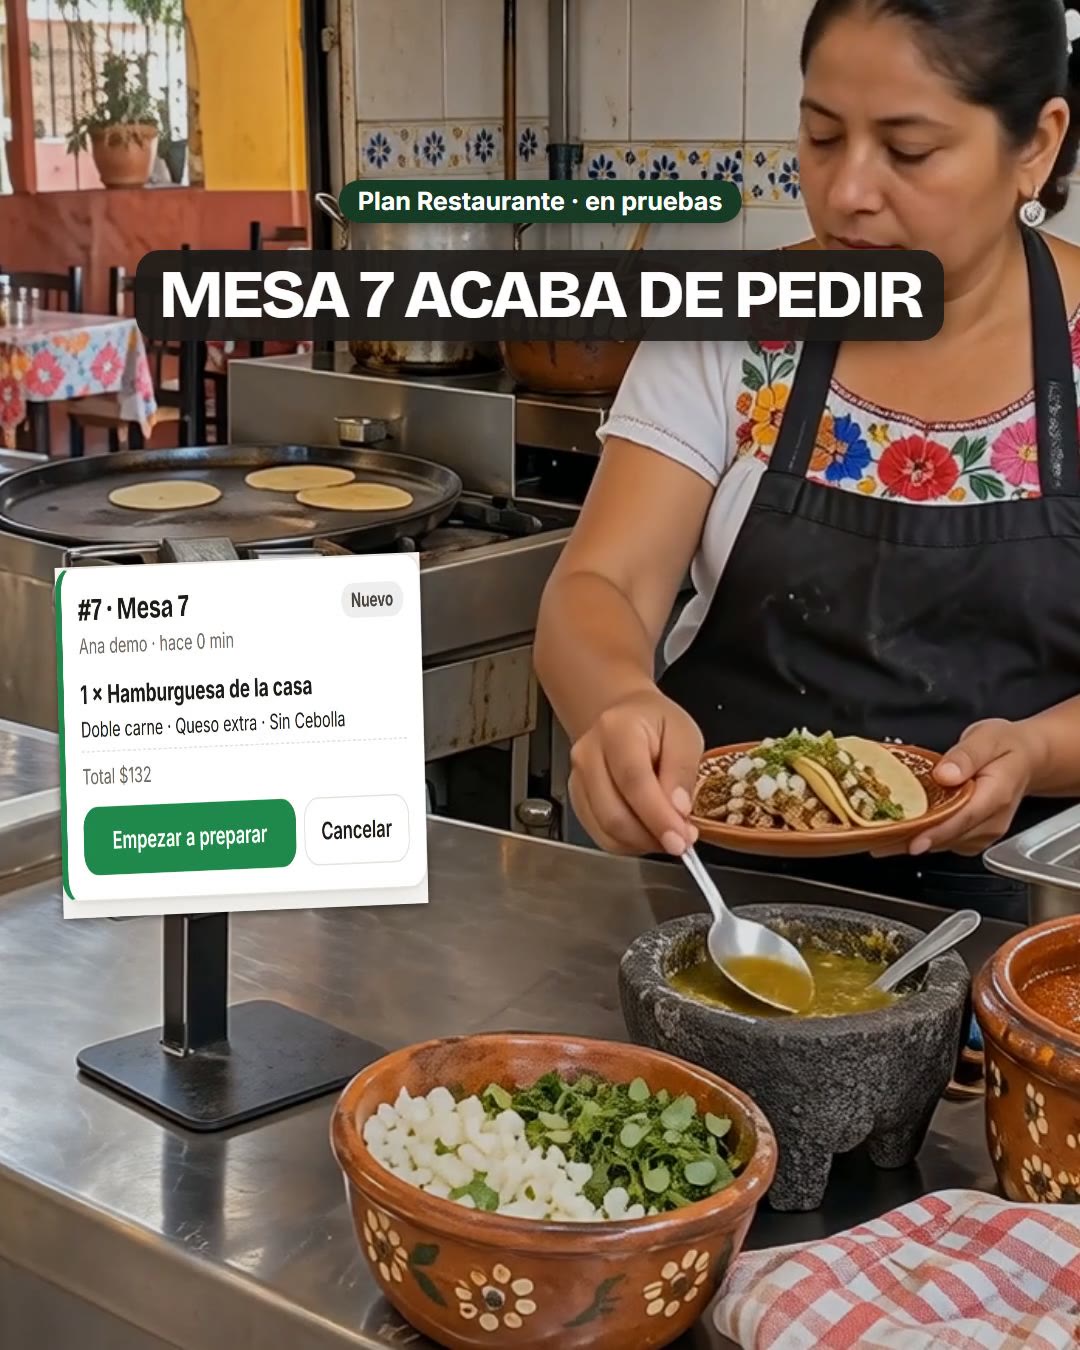 Plan Restaurante · en pruebas
MESA 7 ACABA DE PEDIR
#7 · Mesa 7
Nuevo
Ana demo · hace 0 min
1 × Hamburguesa de la casa
Doble carne · Queso extra · Sin Cebolla
Total $132
Empezar a preparar
Cancelar